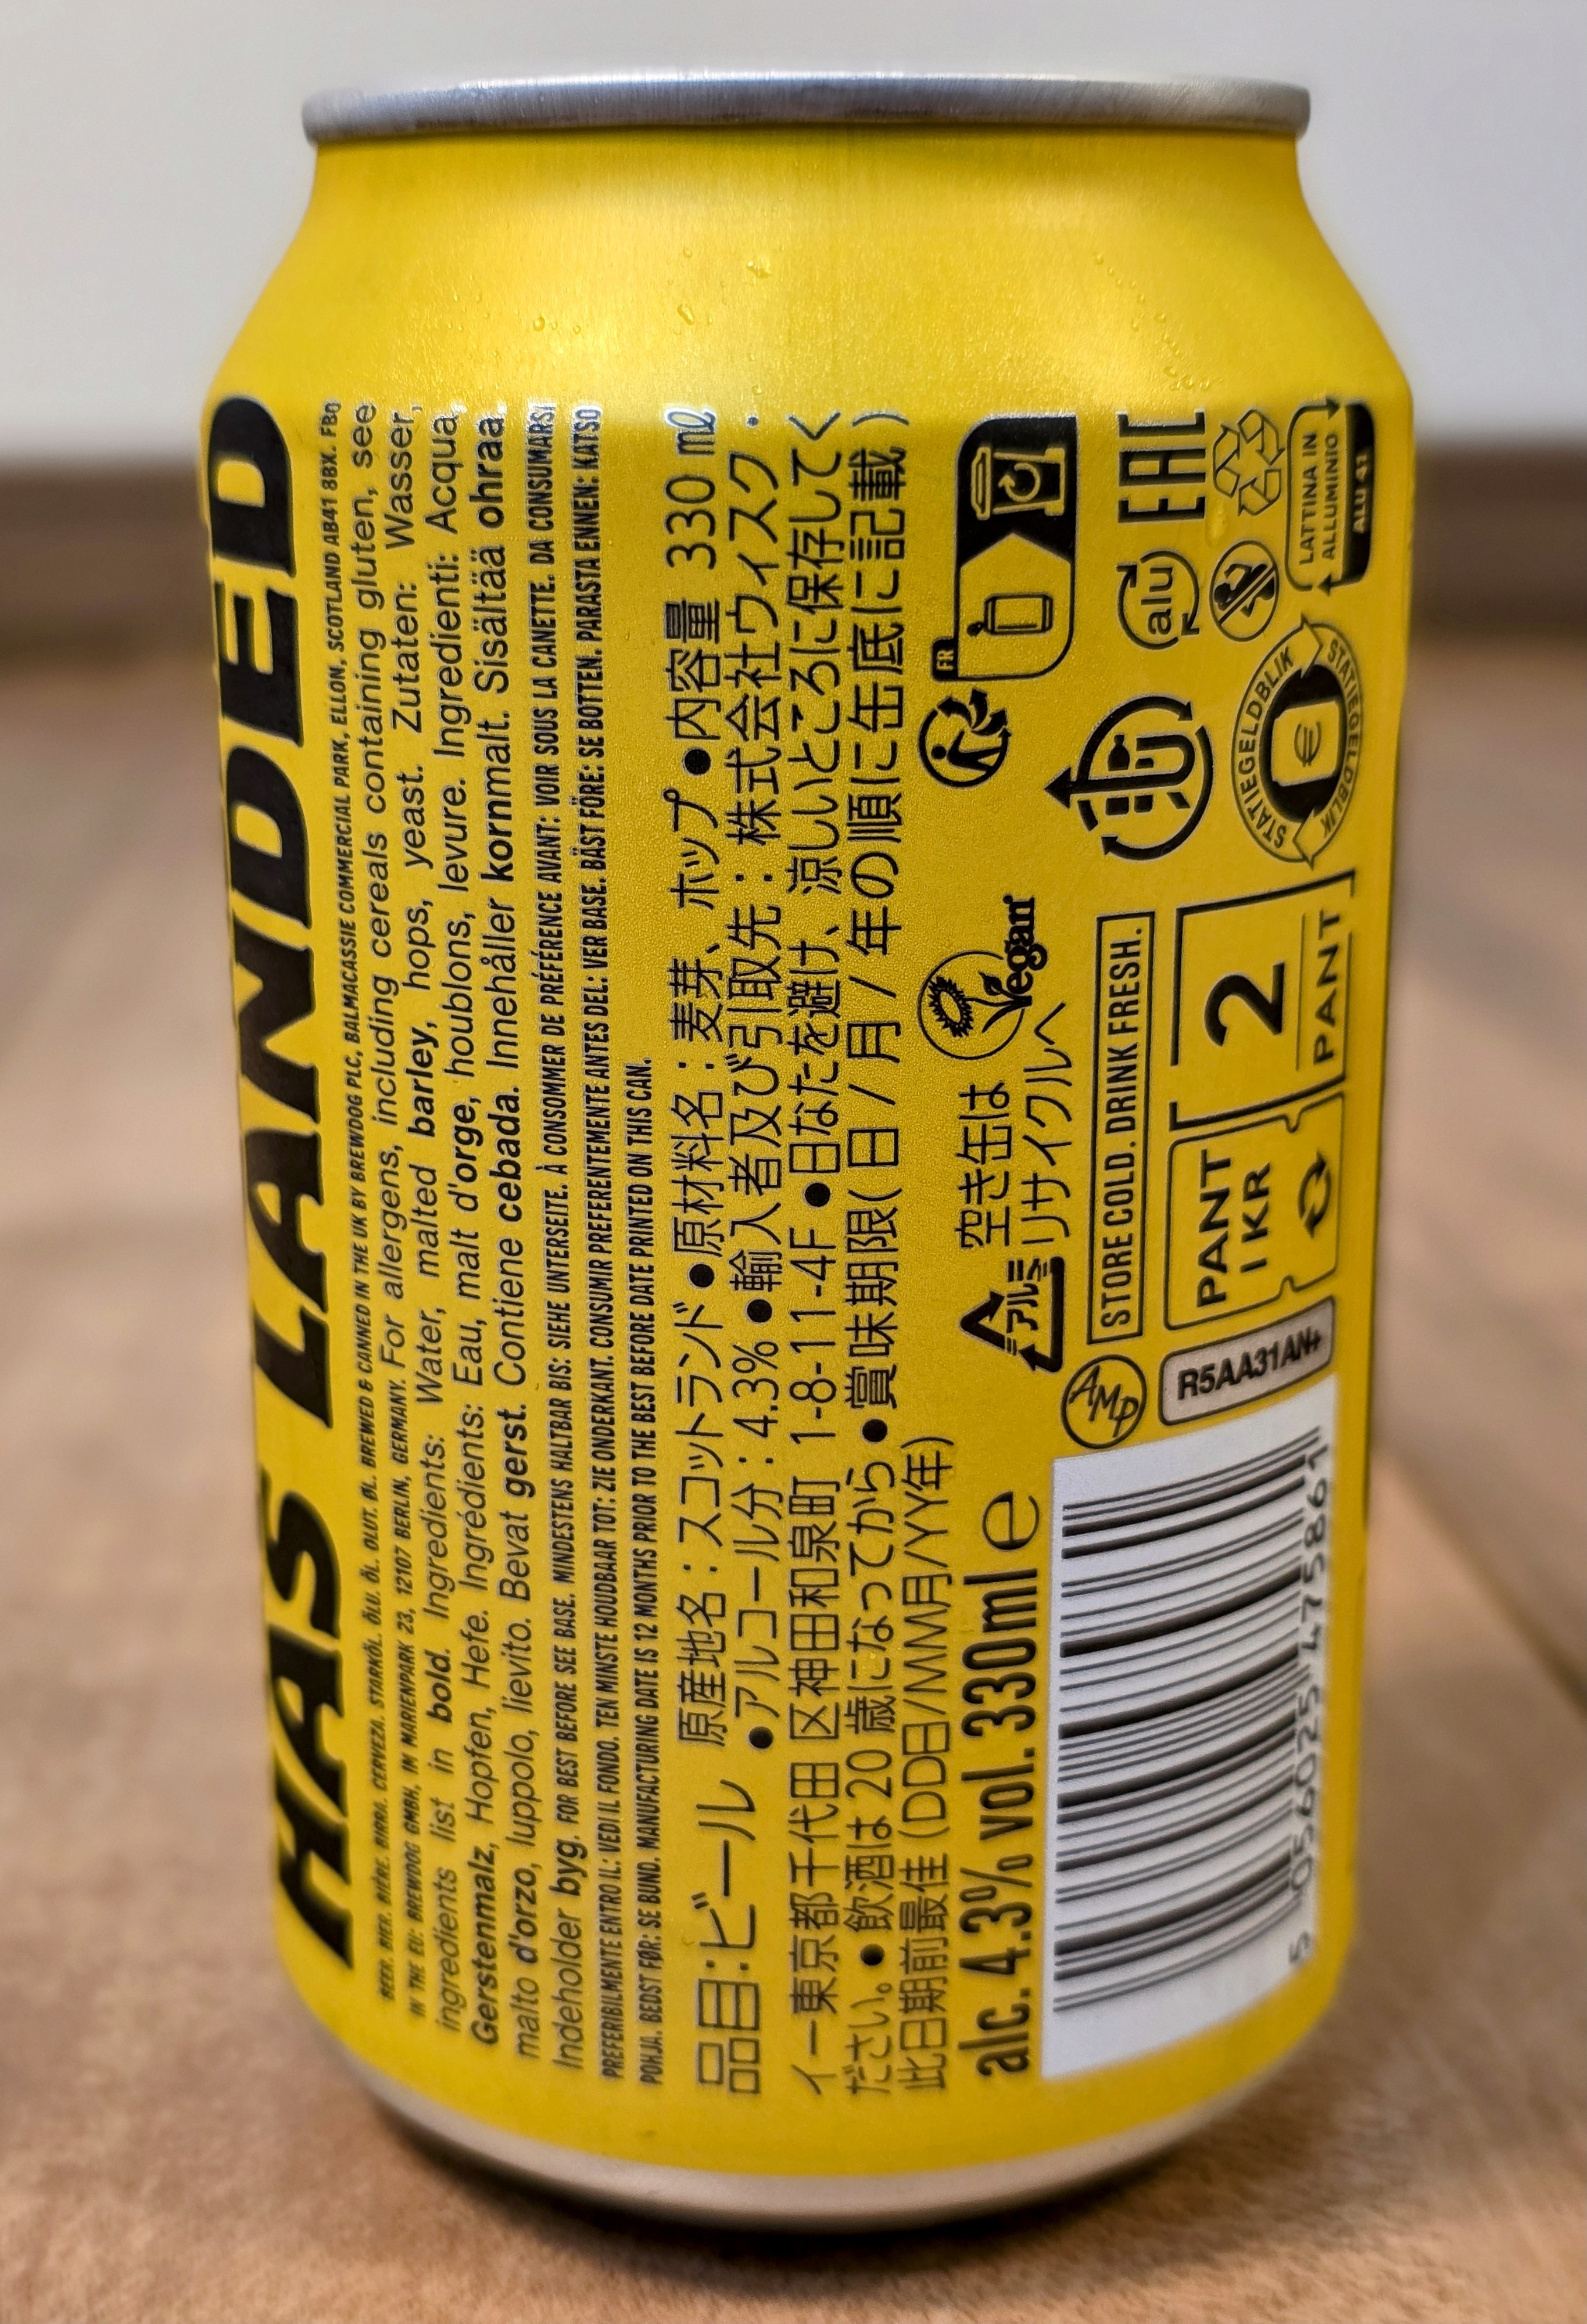 HAS LANDED
BEER. BIER. BIÈRE. BIRRA. CERVEZA. STARKÖL. ÕLU. ÖL. OLUT. ØL. BREWED & CANNED IN THE UK BY BREWDOG PLC, BALMACASSIE COMMERCIAL PARK, ELLON, SCOTLAND AB41 8BX. FBO
IN THE EU: BREWDOG GMBH, IM MARIENPARK 23, 12107 BERLIN, GERMANY. For allergens, including cereals containing gluten, see
ingredients list in bold. Ingredients: Water, malted barley, hops, yeast. Zutaten: Wasser,
Gerstenmalz, Hopfen, Hefe. Ingrédients: Eau, malt d'orge, houblons, levure. Ingredienti: Acqua,
malto d'orzo, luppolo, lievito. Bevat gerst. Contiene cebada. Innehåller kornmalt. Sisältää ohraa.
Indeholder byg. FOR BEST BEFORE SEE BASE. MINDESTENS HALTBAR BIS: SIEHE UNTERSEITE. À CONSOMMER DE PRÉFÉRENCE AVANT: VOIR SOUS LA CANETTE. DA CONSUMARSI
PREFERIBILMENTE ENTRO IL: VEDI IL FONDO. TEN MINSTE HOUDBAAR TOT: ZIE ONDERKANT. CONSUMIR PREFERENTEMENTE ANTES DEL: VER BASE. BÄST FÖRE: SE BOTTEN. PARASTA ENNEN: KATSO
POHJA. BEDST FØR: SE BUND. MANUFACTURING DATE IS 12 MONTHS PRIOR TO THE BEST BEFORE DATE PRINTED ON THIS CAN.
品目:ビール 原産地名：スコットランド ●原材料名：麦芽、ホップ ●内容量 330 mℓ
●アルコール分：4.3% ●輸入者及び引取先：株式会社ウィスク・
イー東京都千代田 区神田和泉町 1-8-11-4F ●日なたを避け、涼しいところに保存してく
ださい。● 飲酒は 20 歳になってから ●賞味期限( 日 / 月 / 年の順に缶底に記載 )
此日期前最佳 (DD日/MM月/YY年)
alc. 4.3% vol. 330ml e
アルミ
空き缶は
リサイクルへ
Vegan
FR
AMP
STORE COLD. DRINK FRESH.
alu
EAC
R5AA31AN+
PANT
1 KR
2
PANT
STATIEGELDBLIK
STATIEGELDBLIK
€
LATTINA IN
ALLUMINIO
ALU 41
5 056025 475861